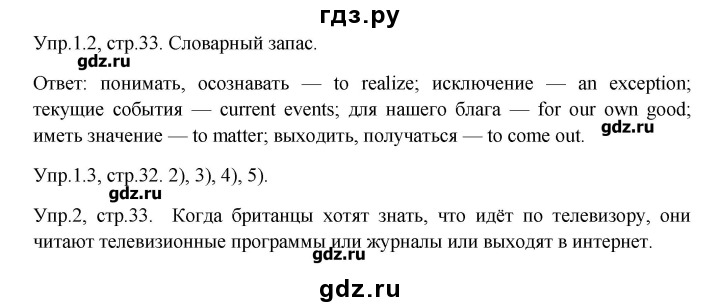 гдз.ру
Упр.1.2, стр.33. Словарный запас.
gdz.ru
Ответ: понимать, осознавать — to realize; исключение — an exception;
текущие события — current events; для нашего блага — for our own good;
иметь значение — to matter; выходить, получаться — to come out.
gdz.ru
Упр.1.3, стр.32. 2), 3), 4), 5).
gdz.ru
Упр.2, стр.33. Когда британцы хотят знать, что идёт по телевизору, они
читают телевизионные программы или журналы или выходят в интернет.
gdz.ru
gdz.ru